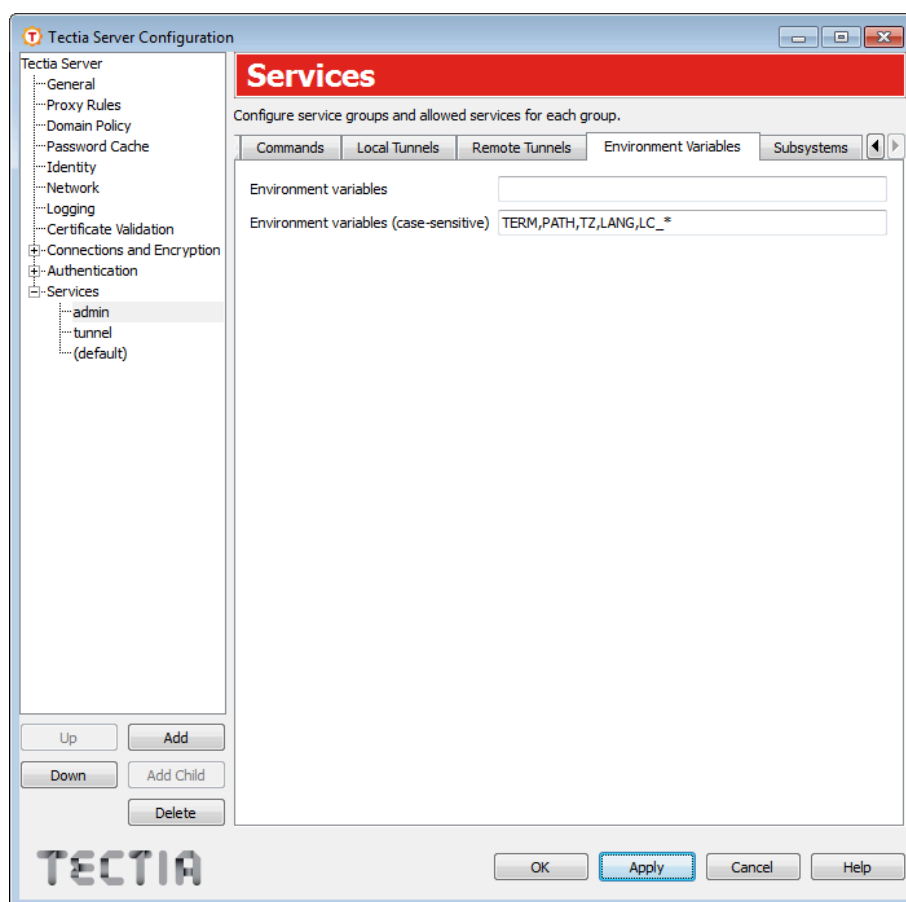 Tectia Server Configuration
Tectia Server
General
Proxy Rules
Domain Policy
Password Cache
Identity
Network
Logging
Certificate Validation
Connections and Encryption
Authentication
Services
admin
tunnel
(default)
Up
Add
Down
Add Child
Delete
TECTIA
Services
Configure service groups and allowed services for each group.
Commands
Local Tunnels
Remote Tunnels
Environment Variables
Subsystems
Environment variables
Environment variables (case-sensitive)
TERM,PATH,TZ,LANG,LC_*
OK
Apply
Cancel
Help